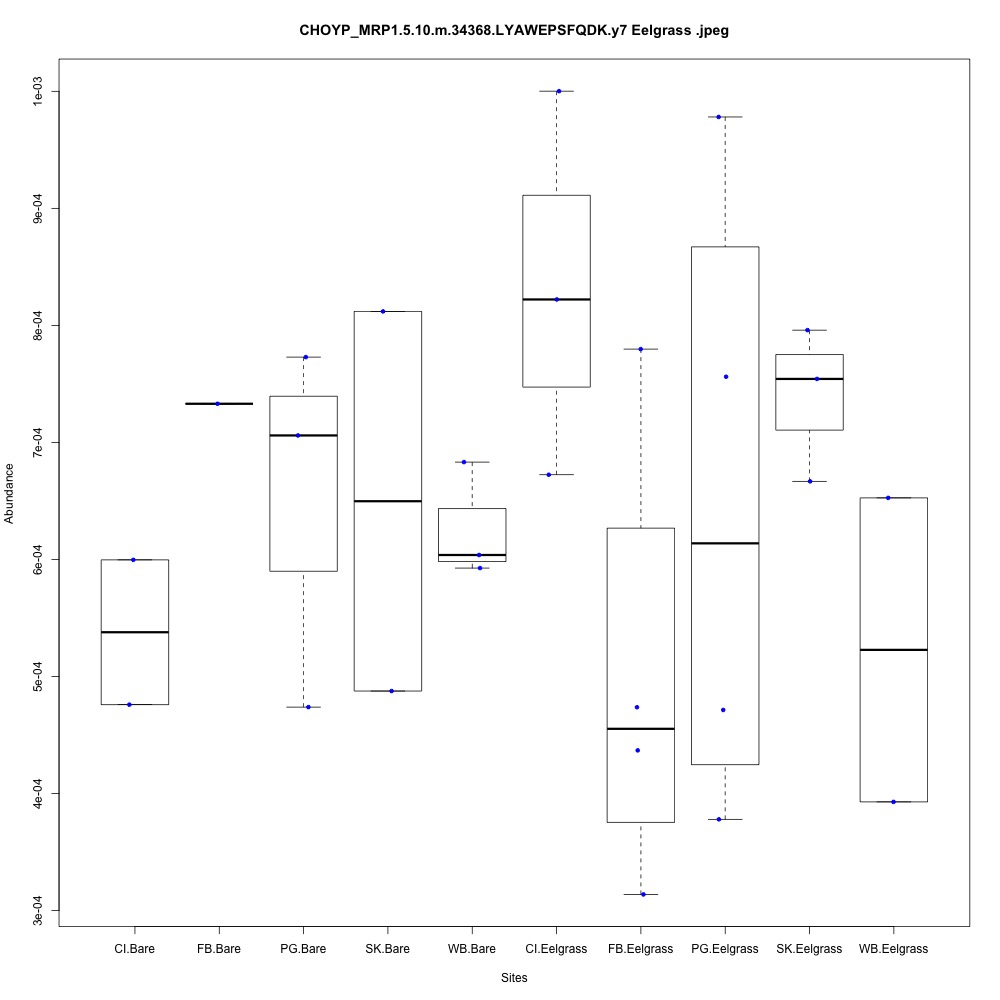 CHOYP_MRP1.5.10.m.34368.LYAWEPSFQDK.y7 Eelgrass .jpeg
1e-03
9e-04
8e-04
7e-04
6e-04
5e-04
4e-04
3e-04
Abundance
CI.Bare FB.Bare PG.Bare SK.Bare WB.Bare CI.Eelgrass FB.Eelgrass PG.Eelgrass SK.Eelgrass WB.Eelgrass
Sites